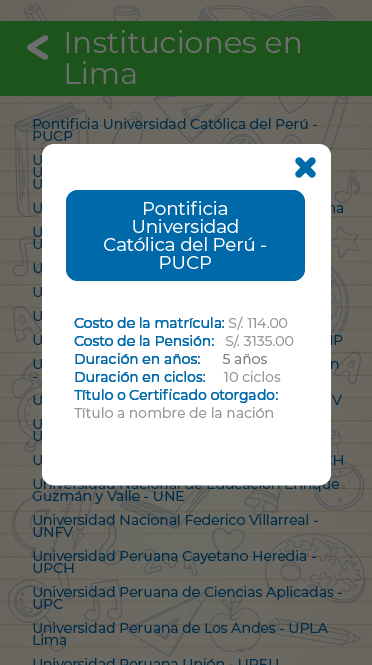 Instituciones en
Lima
Pontificia Universidad Católica del Perú -
PUCP
Pontificia
Universidad
Católica del Perú -
PUCP
Costo de la matrícula: S/. 114.00
Costo de la Pensión: S/. 3135.00
Duración en años: 5 años
Duración en ciclos: 10 ciclos
Título o Certificado otorgado:
Título a nombre de la nación
Universidad Nacional de Educación Enrique
Guzmán y Valle - UNE
Universidad Nacional Federico Villarreal -
UNFV
Universidad Peruana Cayetano Heredia -
UPCH
Universidad Peruana de Ciencias Aplicadas -
UPC
Universidad Peruana de Los Andes - UPLA
Lima
Universidad Peruana Unión - UPEU